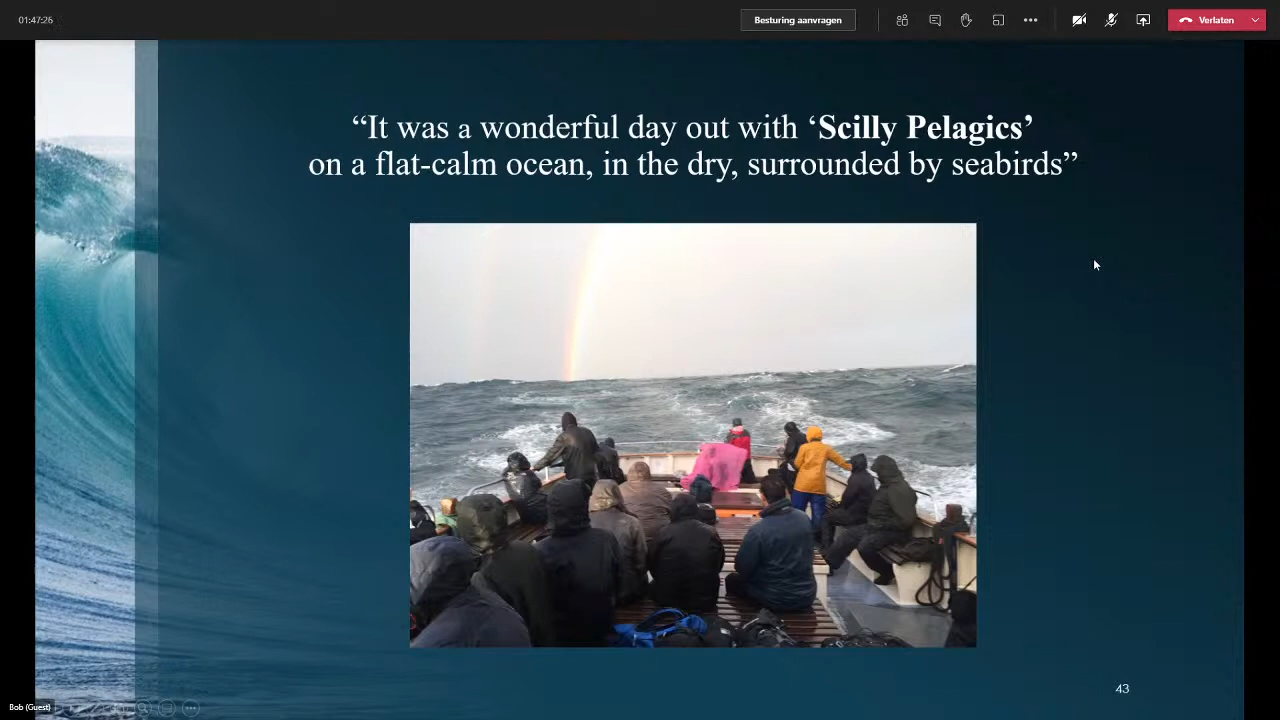 01:47:26
Besturing aanvragen
Verlaten
“It was a wonderful day out with ‘Scilly Pelagics’
on a flat-calm ocean, in the dry, surrounded by seabirds”
43
Bob (Guest)